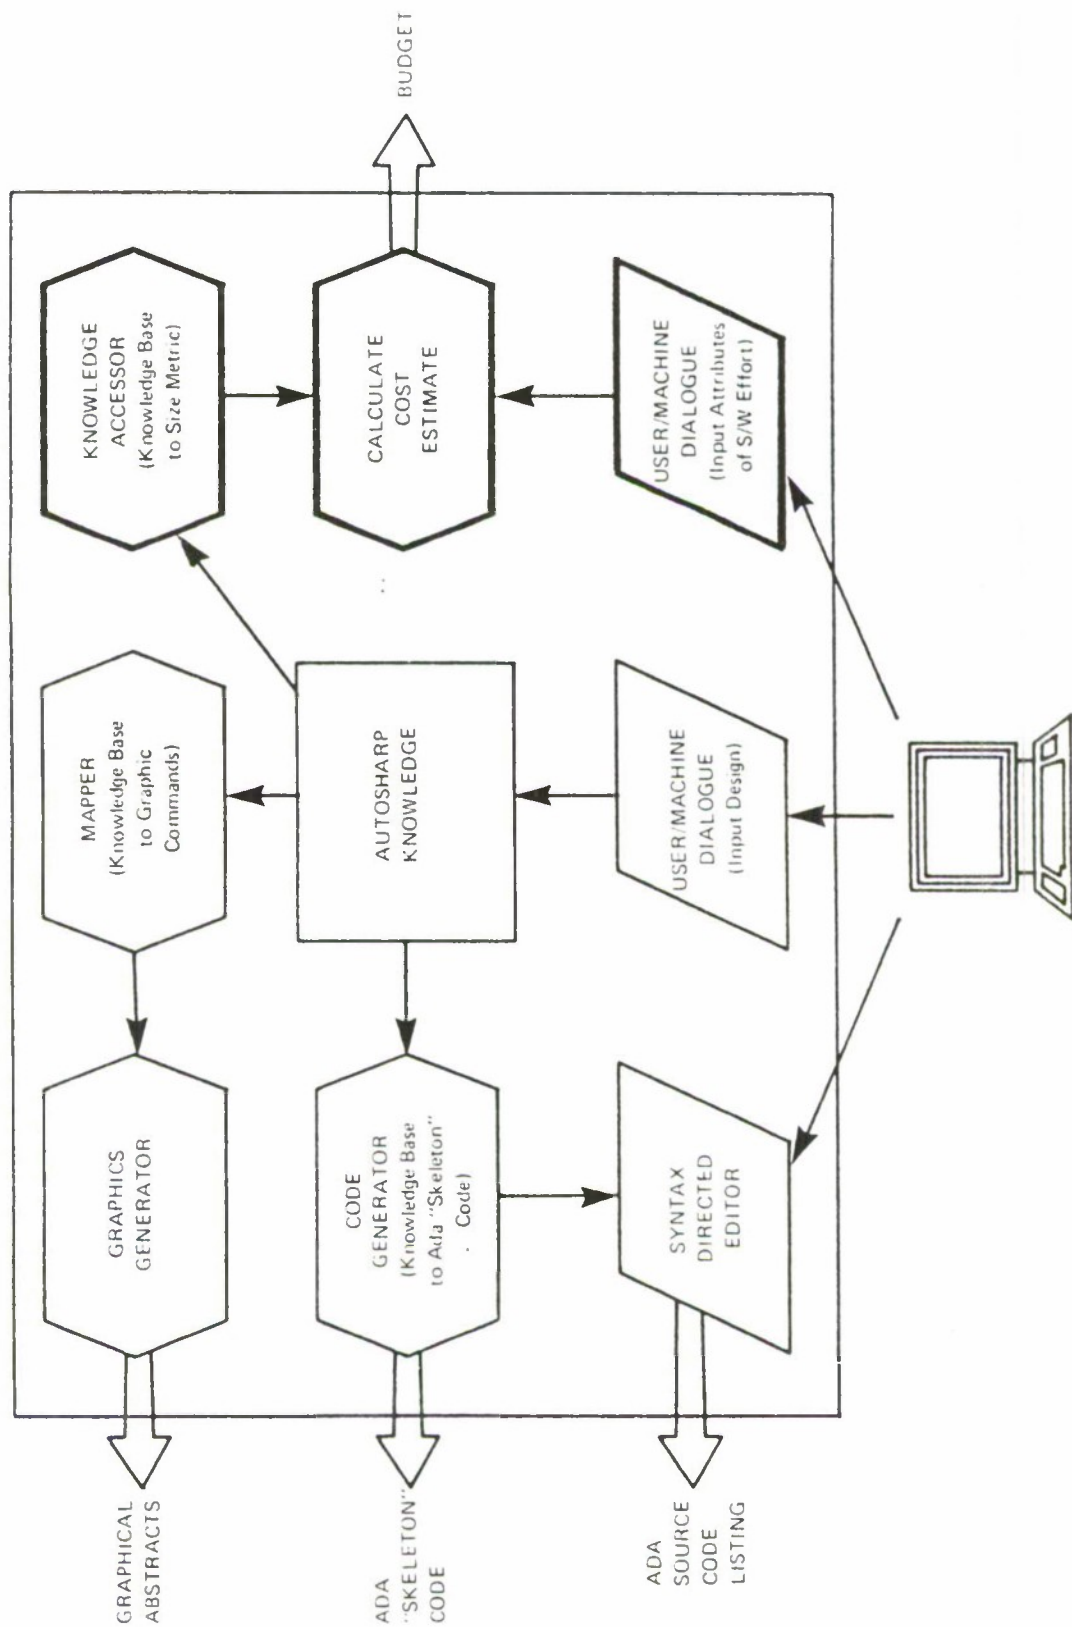 GRAPHICAL
ABSTRACTS
GRAPHICS
GENERATOR
MAPPER
(Knowledge Base
to Graphic
Commands)
KNOWLEDGE
ACCESSOR
(Knowledge Base
to Size Metric)
ADA
"SKELETON"
CODE
CODE
GENERATOR
(Knowledge Base
to Ada "Skeleton"
Code)
AUTOSHARP
KNOWLEDGE
CALCULATE
COST
ESTIMATE
BUDGET
ADA
SOURCE
CODE
LISTING
SYNTAX
DIRECTED
EDITOR
USER/MACHINE
DIALOGUE
(Input Design)
USER/MACHINE
DIALOGUE
(Input Attributes
of S/W Effort)